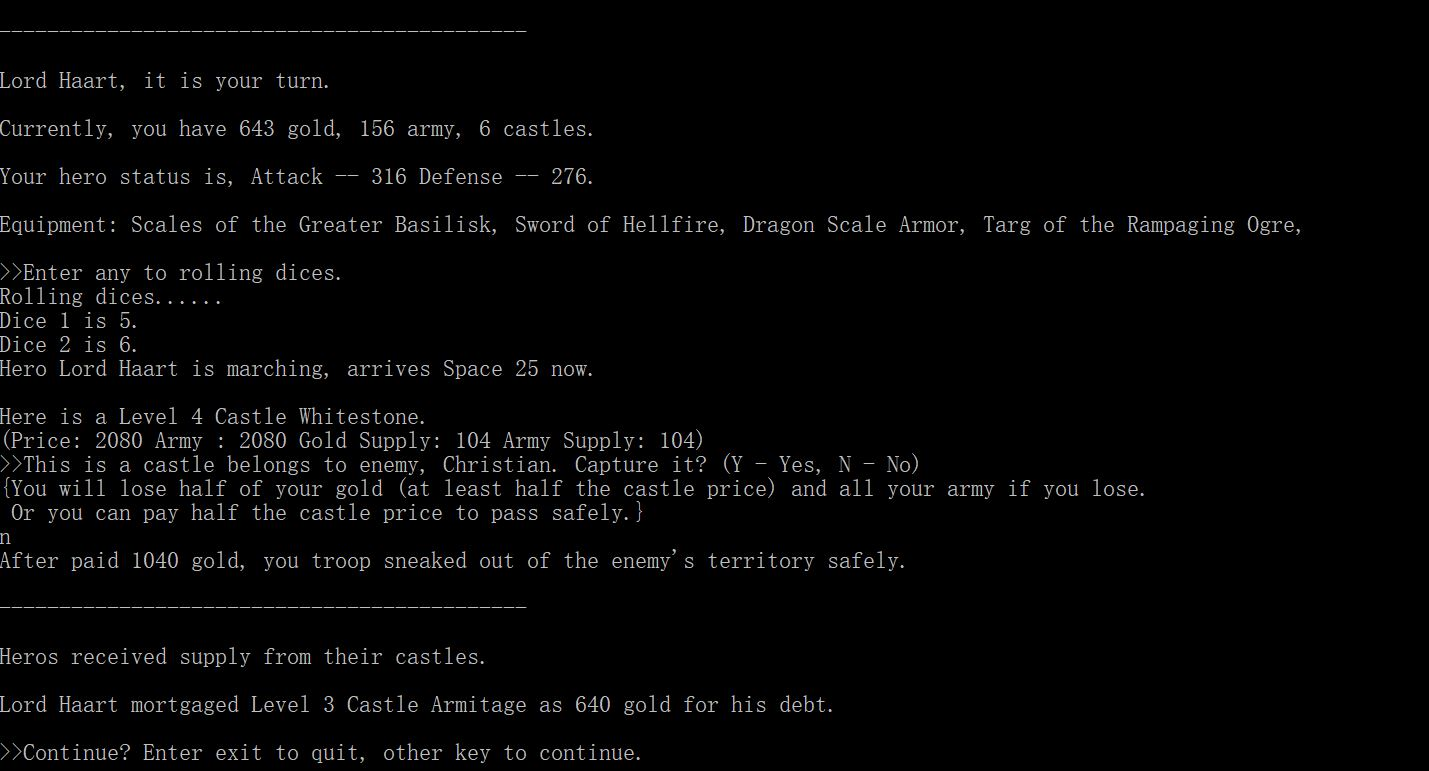 --------------------------------------------
Lord Haart, it is your turn.
Currently, you have 643 gold, 156 army, 6 castles.
Your hero status is, Attack -- 316 Defense -- 276.
Equipment: Scales of the Greater Basilisk, Sword of Hellfire, Dragon Scale Armor, Targ of the Rampaging Ogre,
>>Enter any to rolling dices.
Rolling dices......
Dice 1 is 5.
Dice 2 is 6.
Hero Lord Haart is marching, arrives Space 25 now.
Here is a Level 4 Castle Whitestone.
(Price: 2080 Army : 2080 Gold Supply: 104 Army Supply: 104)
>>This is a castle belongs to enemy, Christian. Capture it? (Y - Yes, N - No)
{You will lose half of your gold (at least half the castle price) and all your army if you lose.
 Or you can pay half the castle price to pass safely.}
n
After paid 1040 gold, you troop sneaked out of the enemy's territory safely.
--------------------------------------------
Heros received supply from their castles.
Lord Haart mortgaged Level 3 Castle Armitage as 640 gold for his debt.
>>Continue? Enter exit to quit, other key to continue.